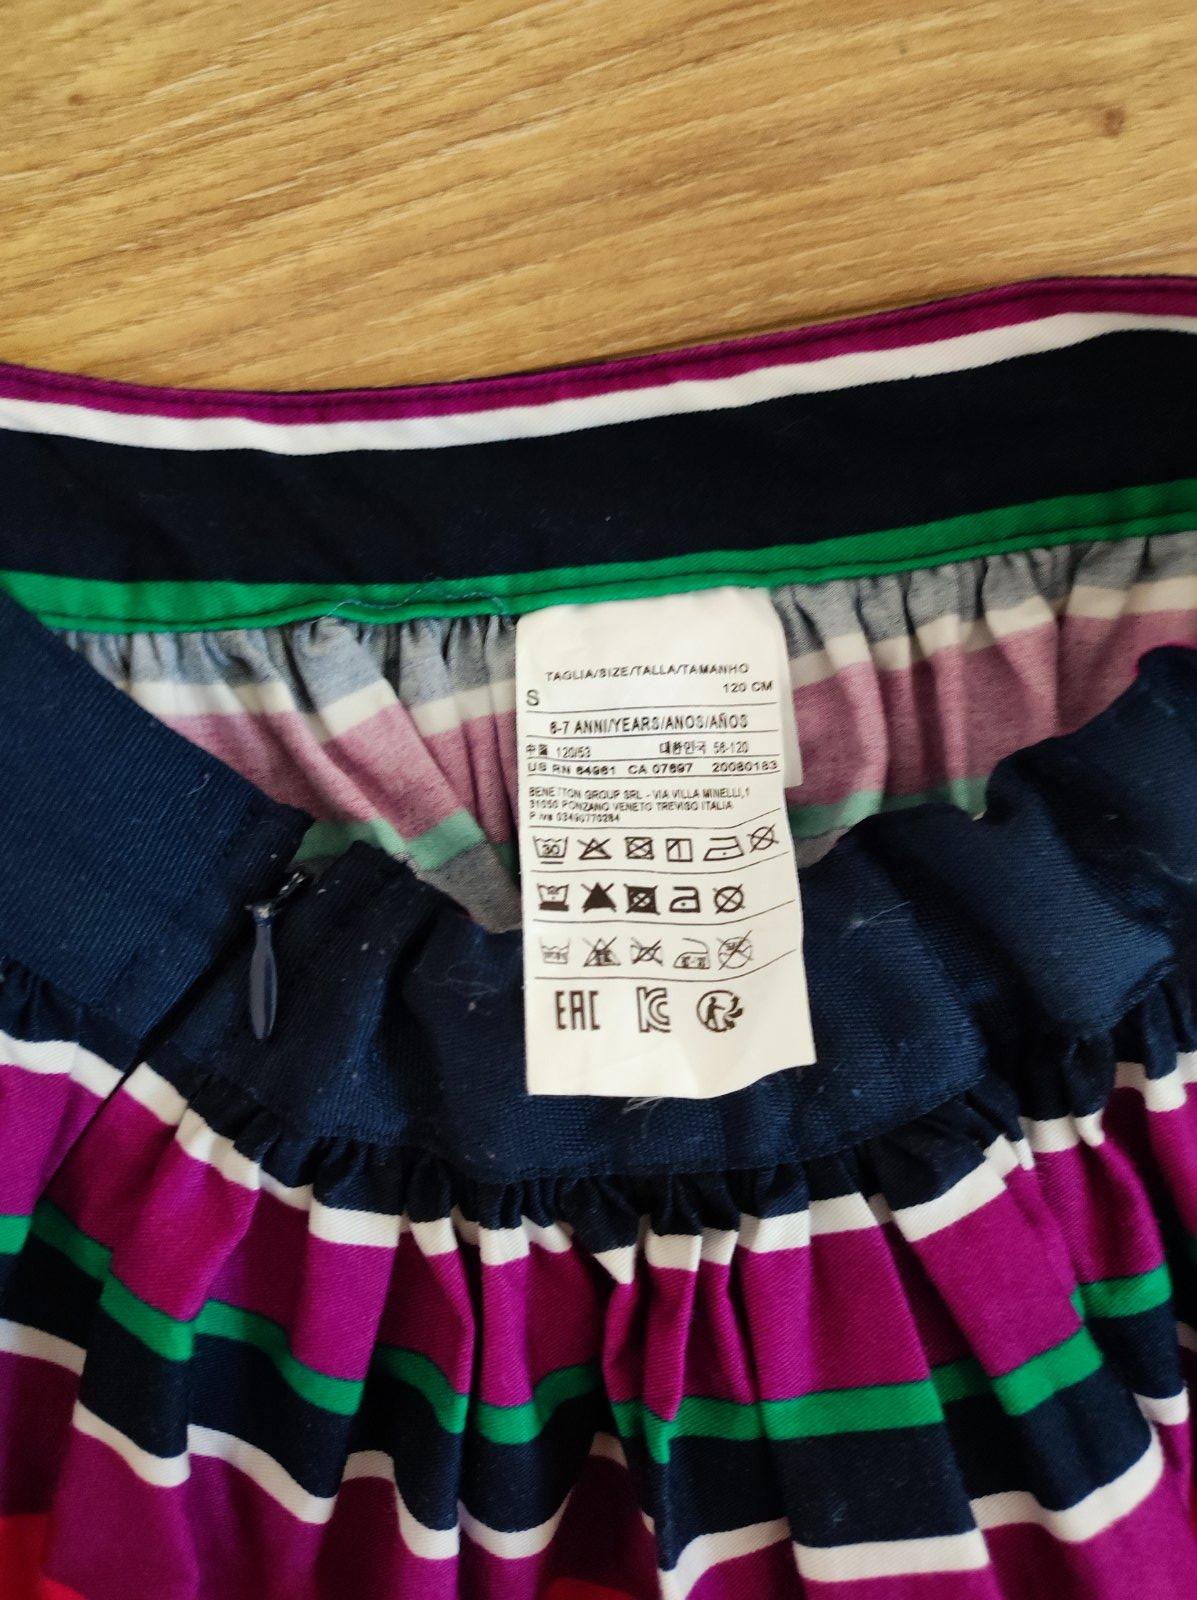 TAGLIA/SIZE/TALLA/TAMANHO
S 120 CM
6-7 ANNI/YEARS/ANOS/AÑOS
中国 120/53 대한민국 56-120
US RN 64961 CA 07697 20080183
BENETTON GROUP SRL - VIA VILLA MINELLI,1
31050 PONZANO VENETO TREVISO ITALIA
P iva 03490770264
30
EAC